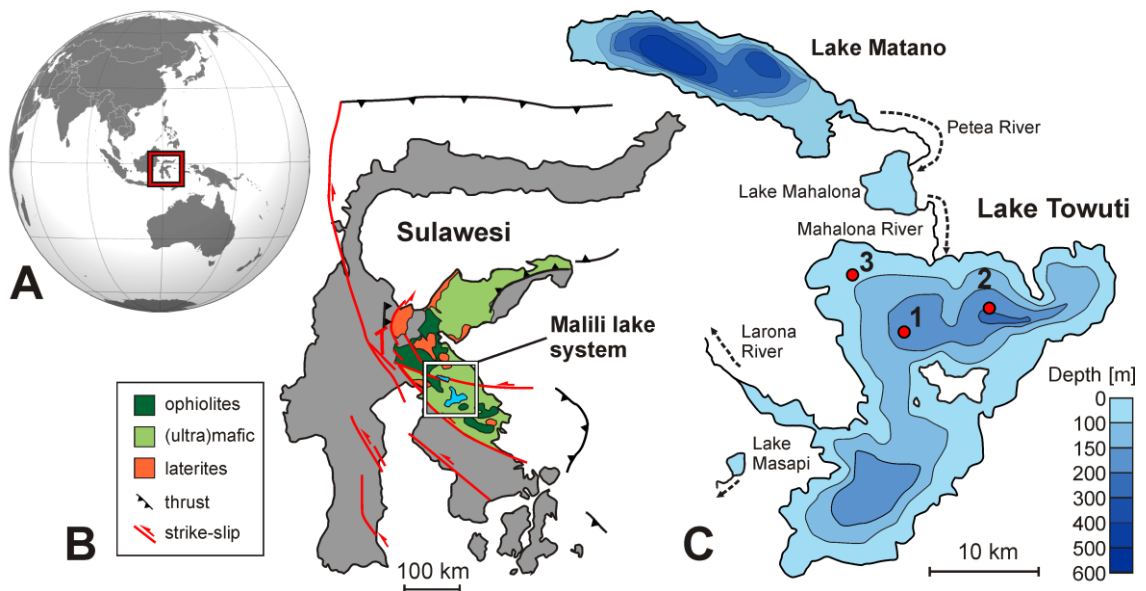 A
Sulawesi
Malili lake
system
ophiolites
(ultra)mafic
laterites
thrust
strike-slip
B
100 km
Lake Matano
Petea River
Lake Mahalona
Mahalona River
Lake Towuti
3
2
1
Larona
River
Lake
Masapi
C
10 km
Depth [m]
0
100
150
200
300
400
500
600